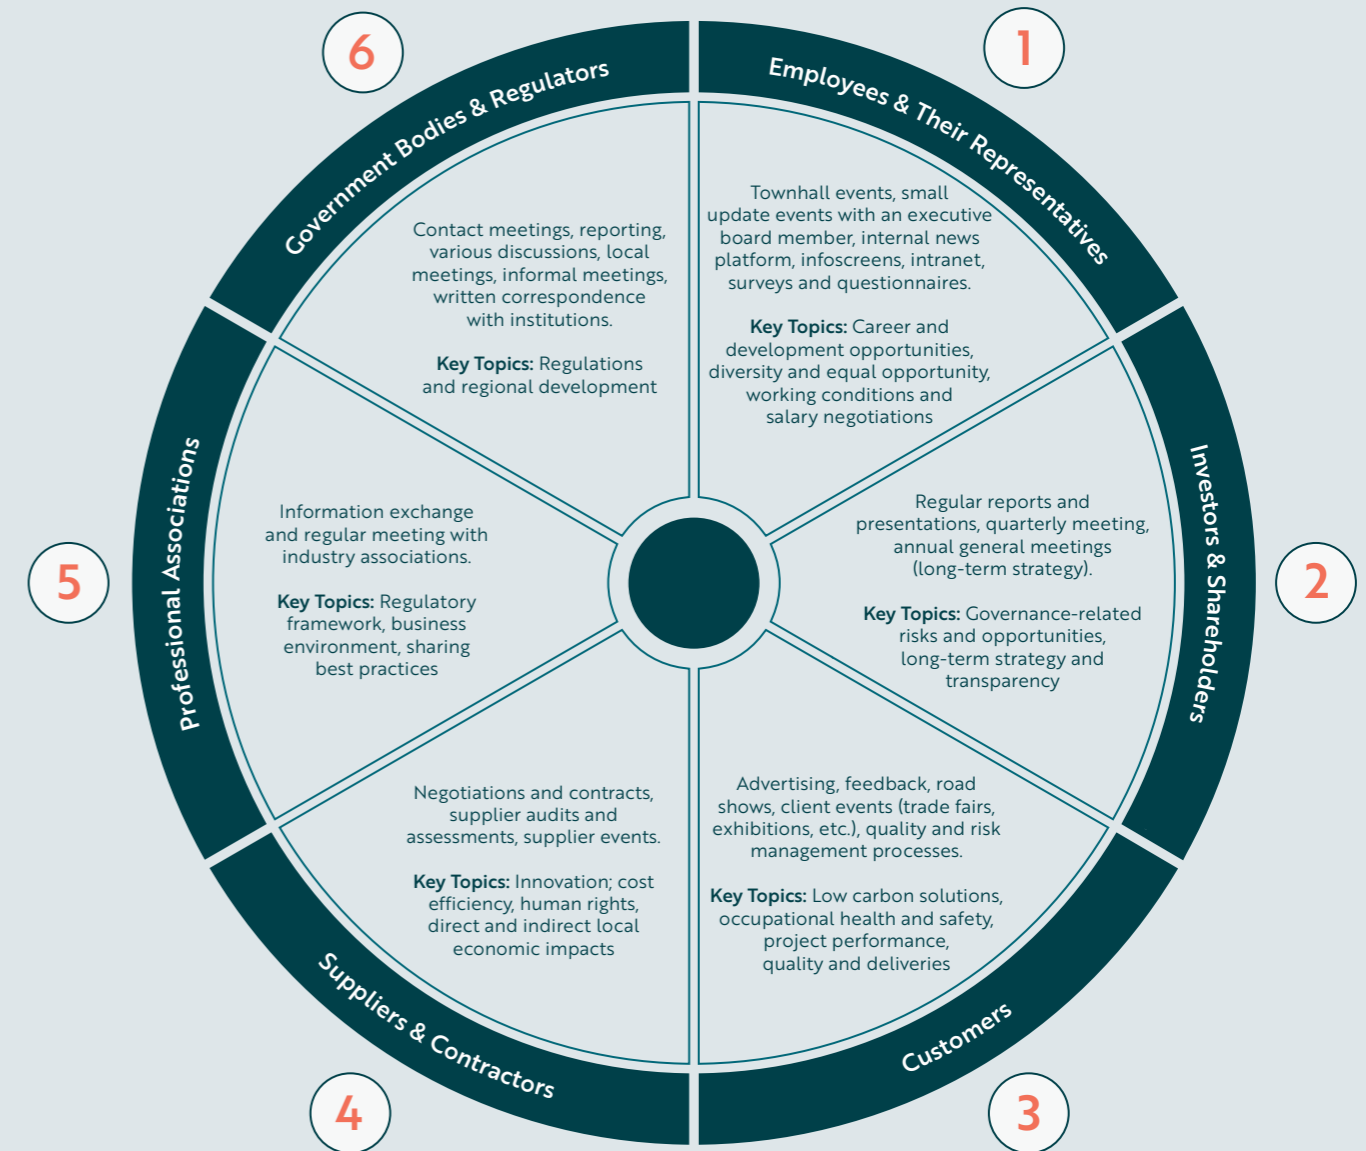 1
Employees & Their Representatives
Townhall events, small
update events with an executive
board member, internal news
platform, infoscreens, intranet,
surveys and questionnaires.
Key Topics: Career and
development opportunities,
diversity and equal opportunity,
working conditions and
salary negotiations
2
Investors & Shareholders
Regular reports and
presentations, quarterly meeting,
annual general meetings
(long-term strategy).
Key Topics: Governance-related
risks and opportunities,
long-term strategy and
transparency
3
Customers
Advertising, feedback, road
shows, client events (trade fairs,
exhibitions, etc.), quality and risk
management processes.
Key Topics: Low carbon solutions,
occupational health and safety,
project performance,
quality and deliveries
4
Suppliers & Contractors
Negotiations and contracts,
supplier audits and
assessments, supplier events.
Key Topics: Innovation; cost
efficiency, human rights,
direct and indirect local
economic impacts
5
Professional Associations
Information exchange
and regular meeting with
industry associations.
Key Topics: Regulatory
framework, business
environment, sharing
best practices
6
Government Bodies & Regulators
Contact meetings, reporting,
various discussions, local
meetings, informal meetings,
written correspondence
with institutions.
Key Topics: Regulations
and regional development